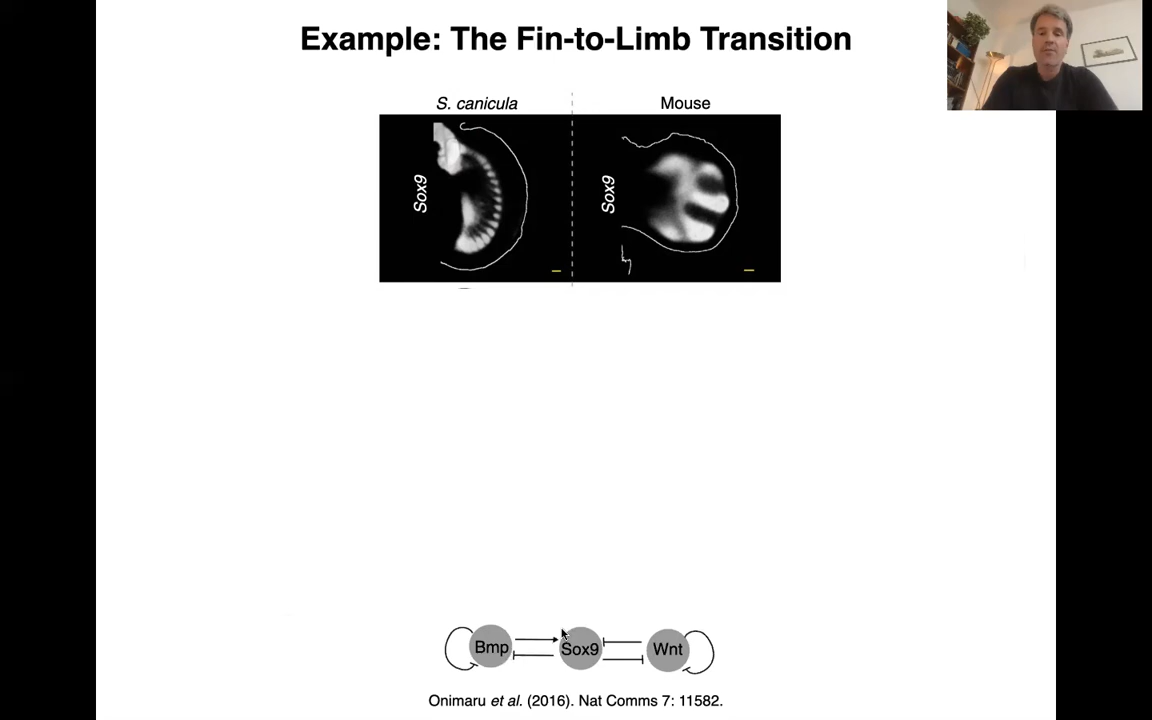 Example: The Fin-to-Limb Transition
S. canicula
Mouse
Sox9
Sox9
Bmp
Sox9
Wnt
Onimaru et al. (2016). Nat Comms 7: 11582.